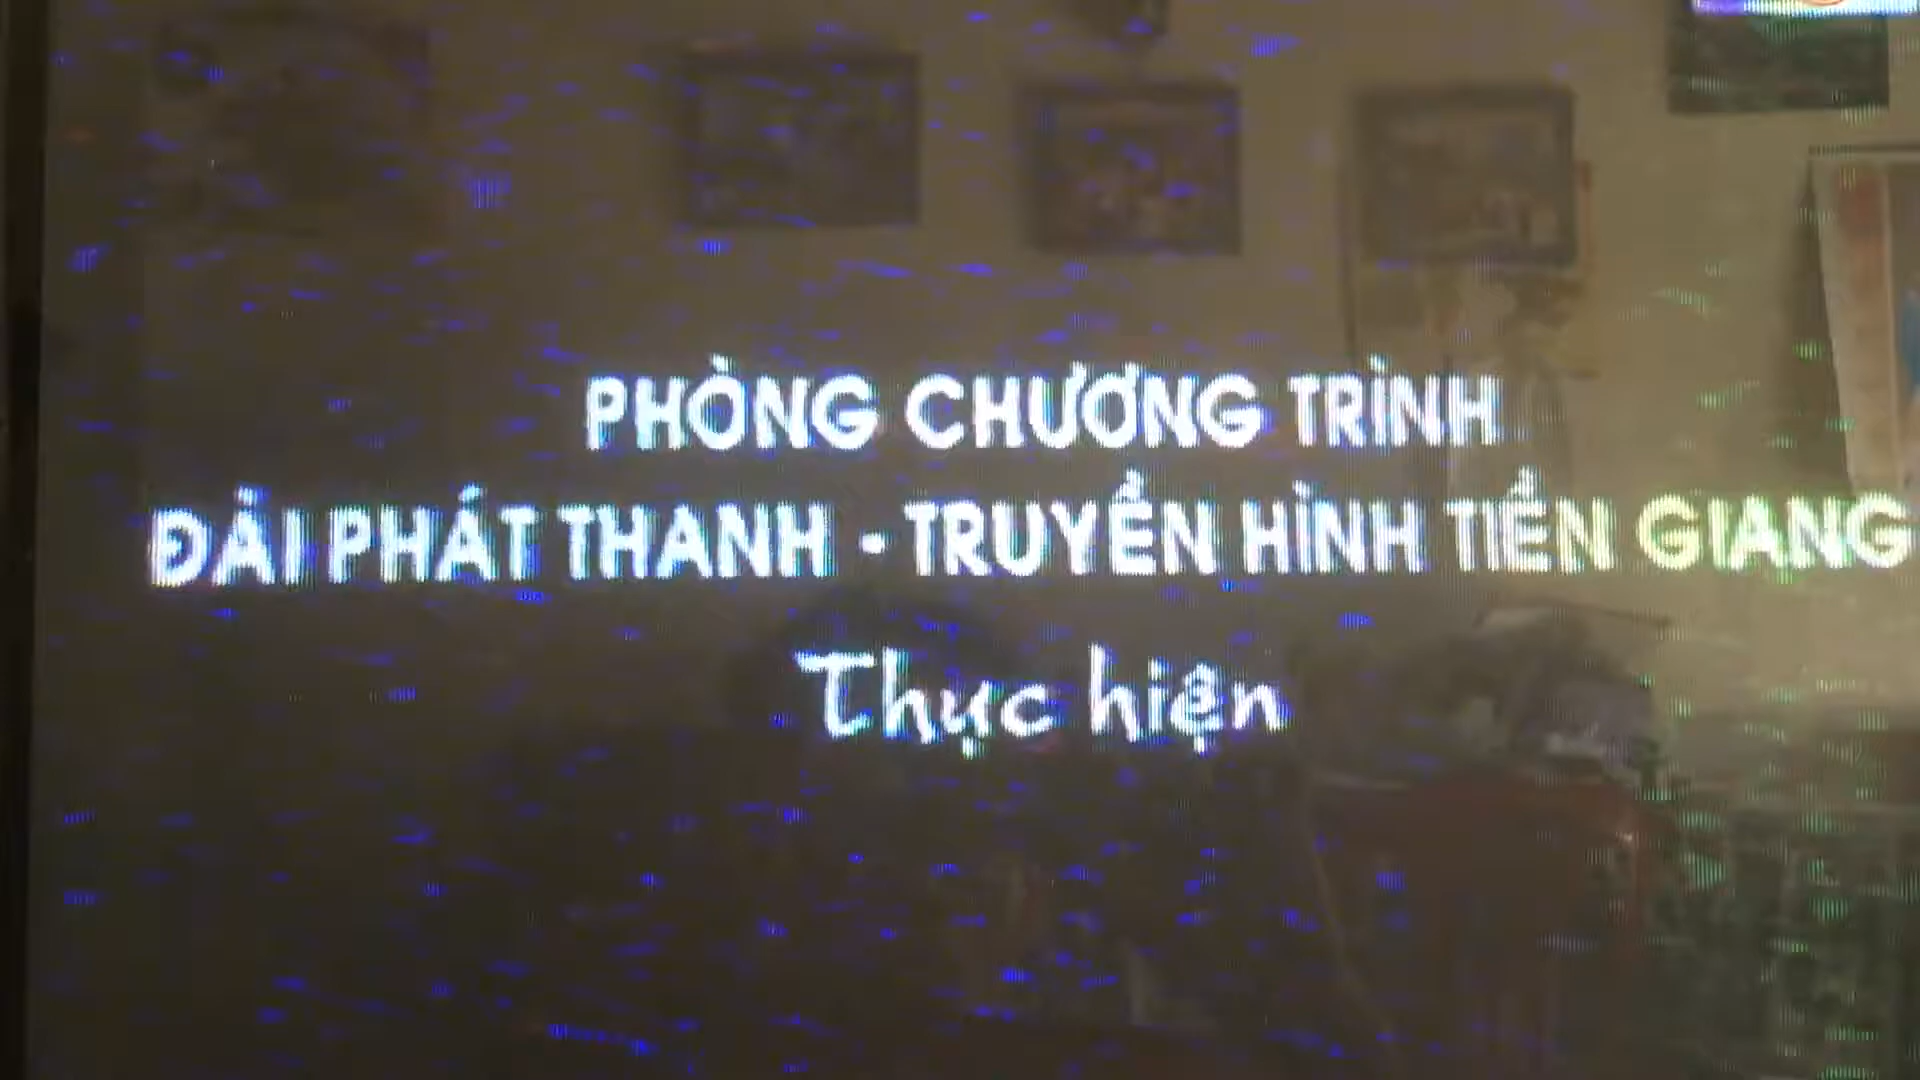 PHÒNG CHƯƠNG TRÌNH
ĐÀI PHÁT THANH - TRUYỀN HÌNH TIỀN GIANG
Thực hiện